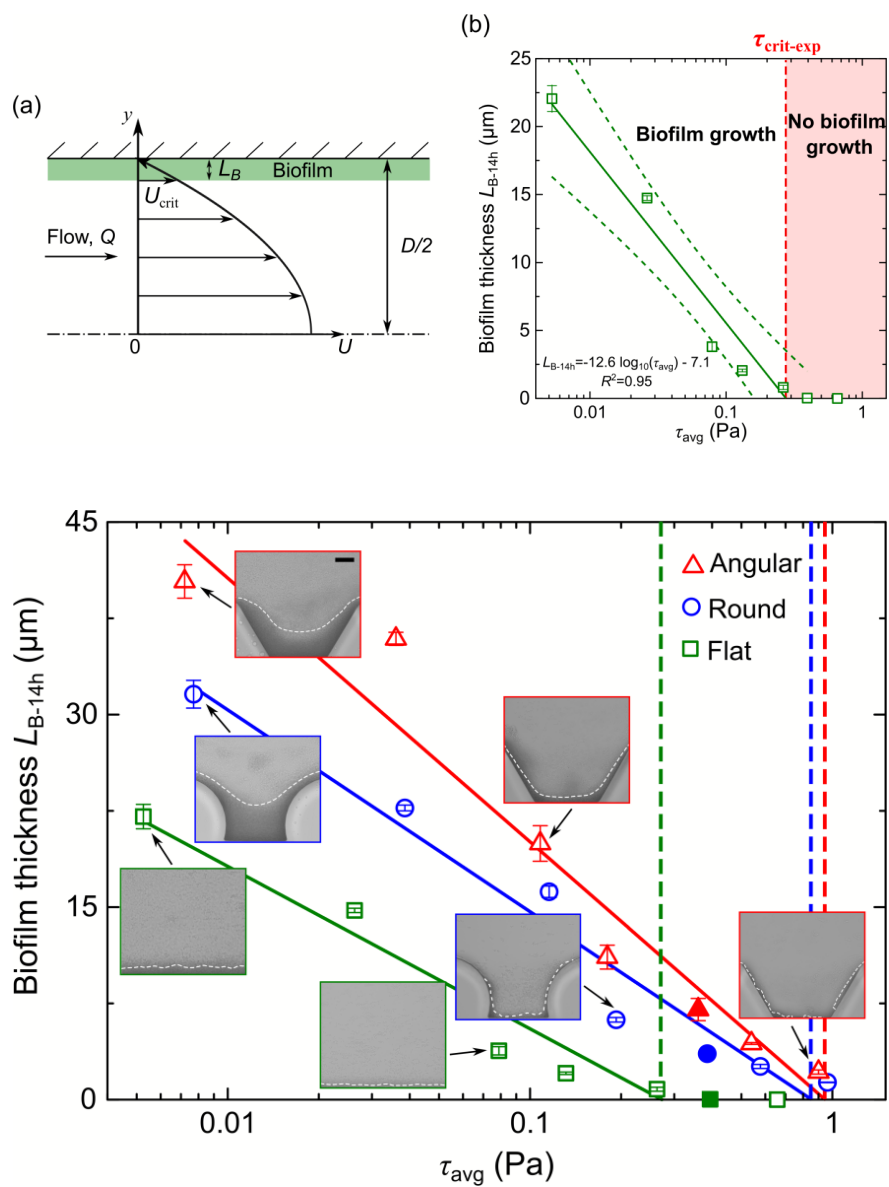 (a)
y
L_B
Biofilm
U_crit
Flow, Q
D/2
0
U
(b)
τ_crit-exp
25
20
15
10
5
0
Biofilm thickness L_B-14h (μm)
Biofilm growth
No biofilm
growth
L_B-14h=-12.6 log_10(τ_avg) - 7.1
R^2=0.95
0.01
0.1
1
τ_avg (Pa)
45
30
15
0
Biofilm thickness L_B-14h (μm)
Angular
Round
Flat
0.01
0.1
1
τ_avg (Pa)